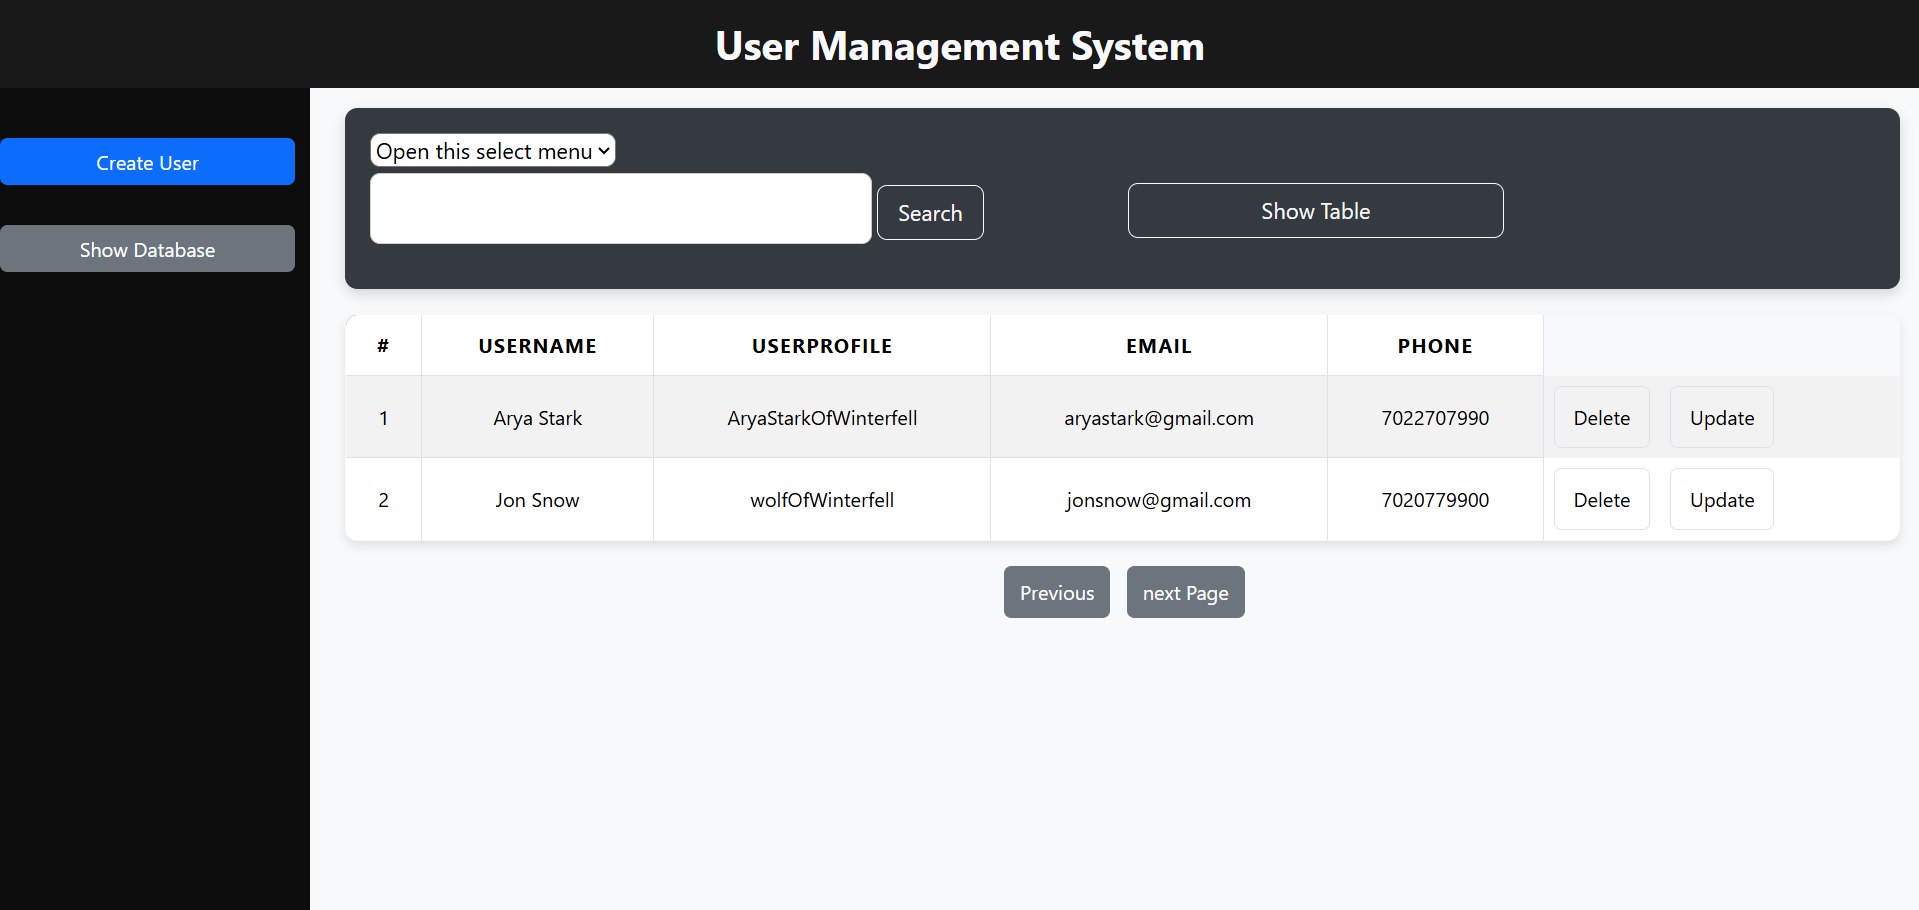 User Management System
Create User
Show Database
Open this select menu
Search
Show Table
# USERNAME USERPROFILE EMAIL PHONE
1 Arya Stark AryaStarkOfWinterfell aryastark@gmail.com 7022707990 Delete Update
2 Jon Snow wolfOfWinterfell jonsnow@gmail.com 7020779900 Delete Update
Previous next Page